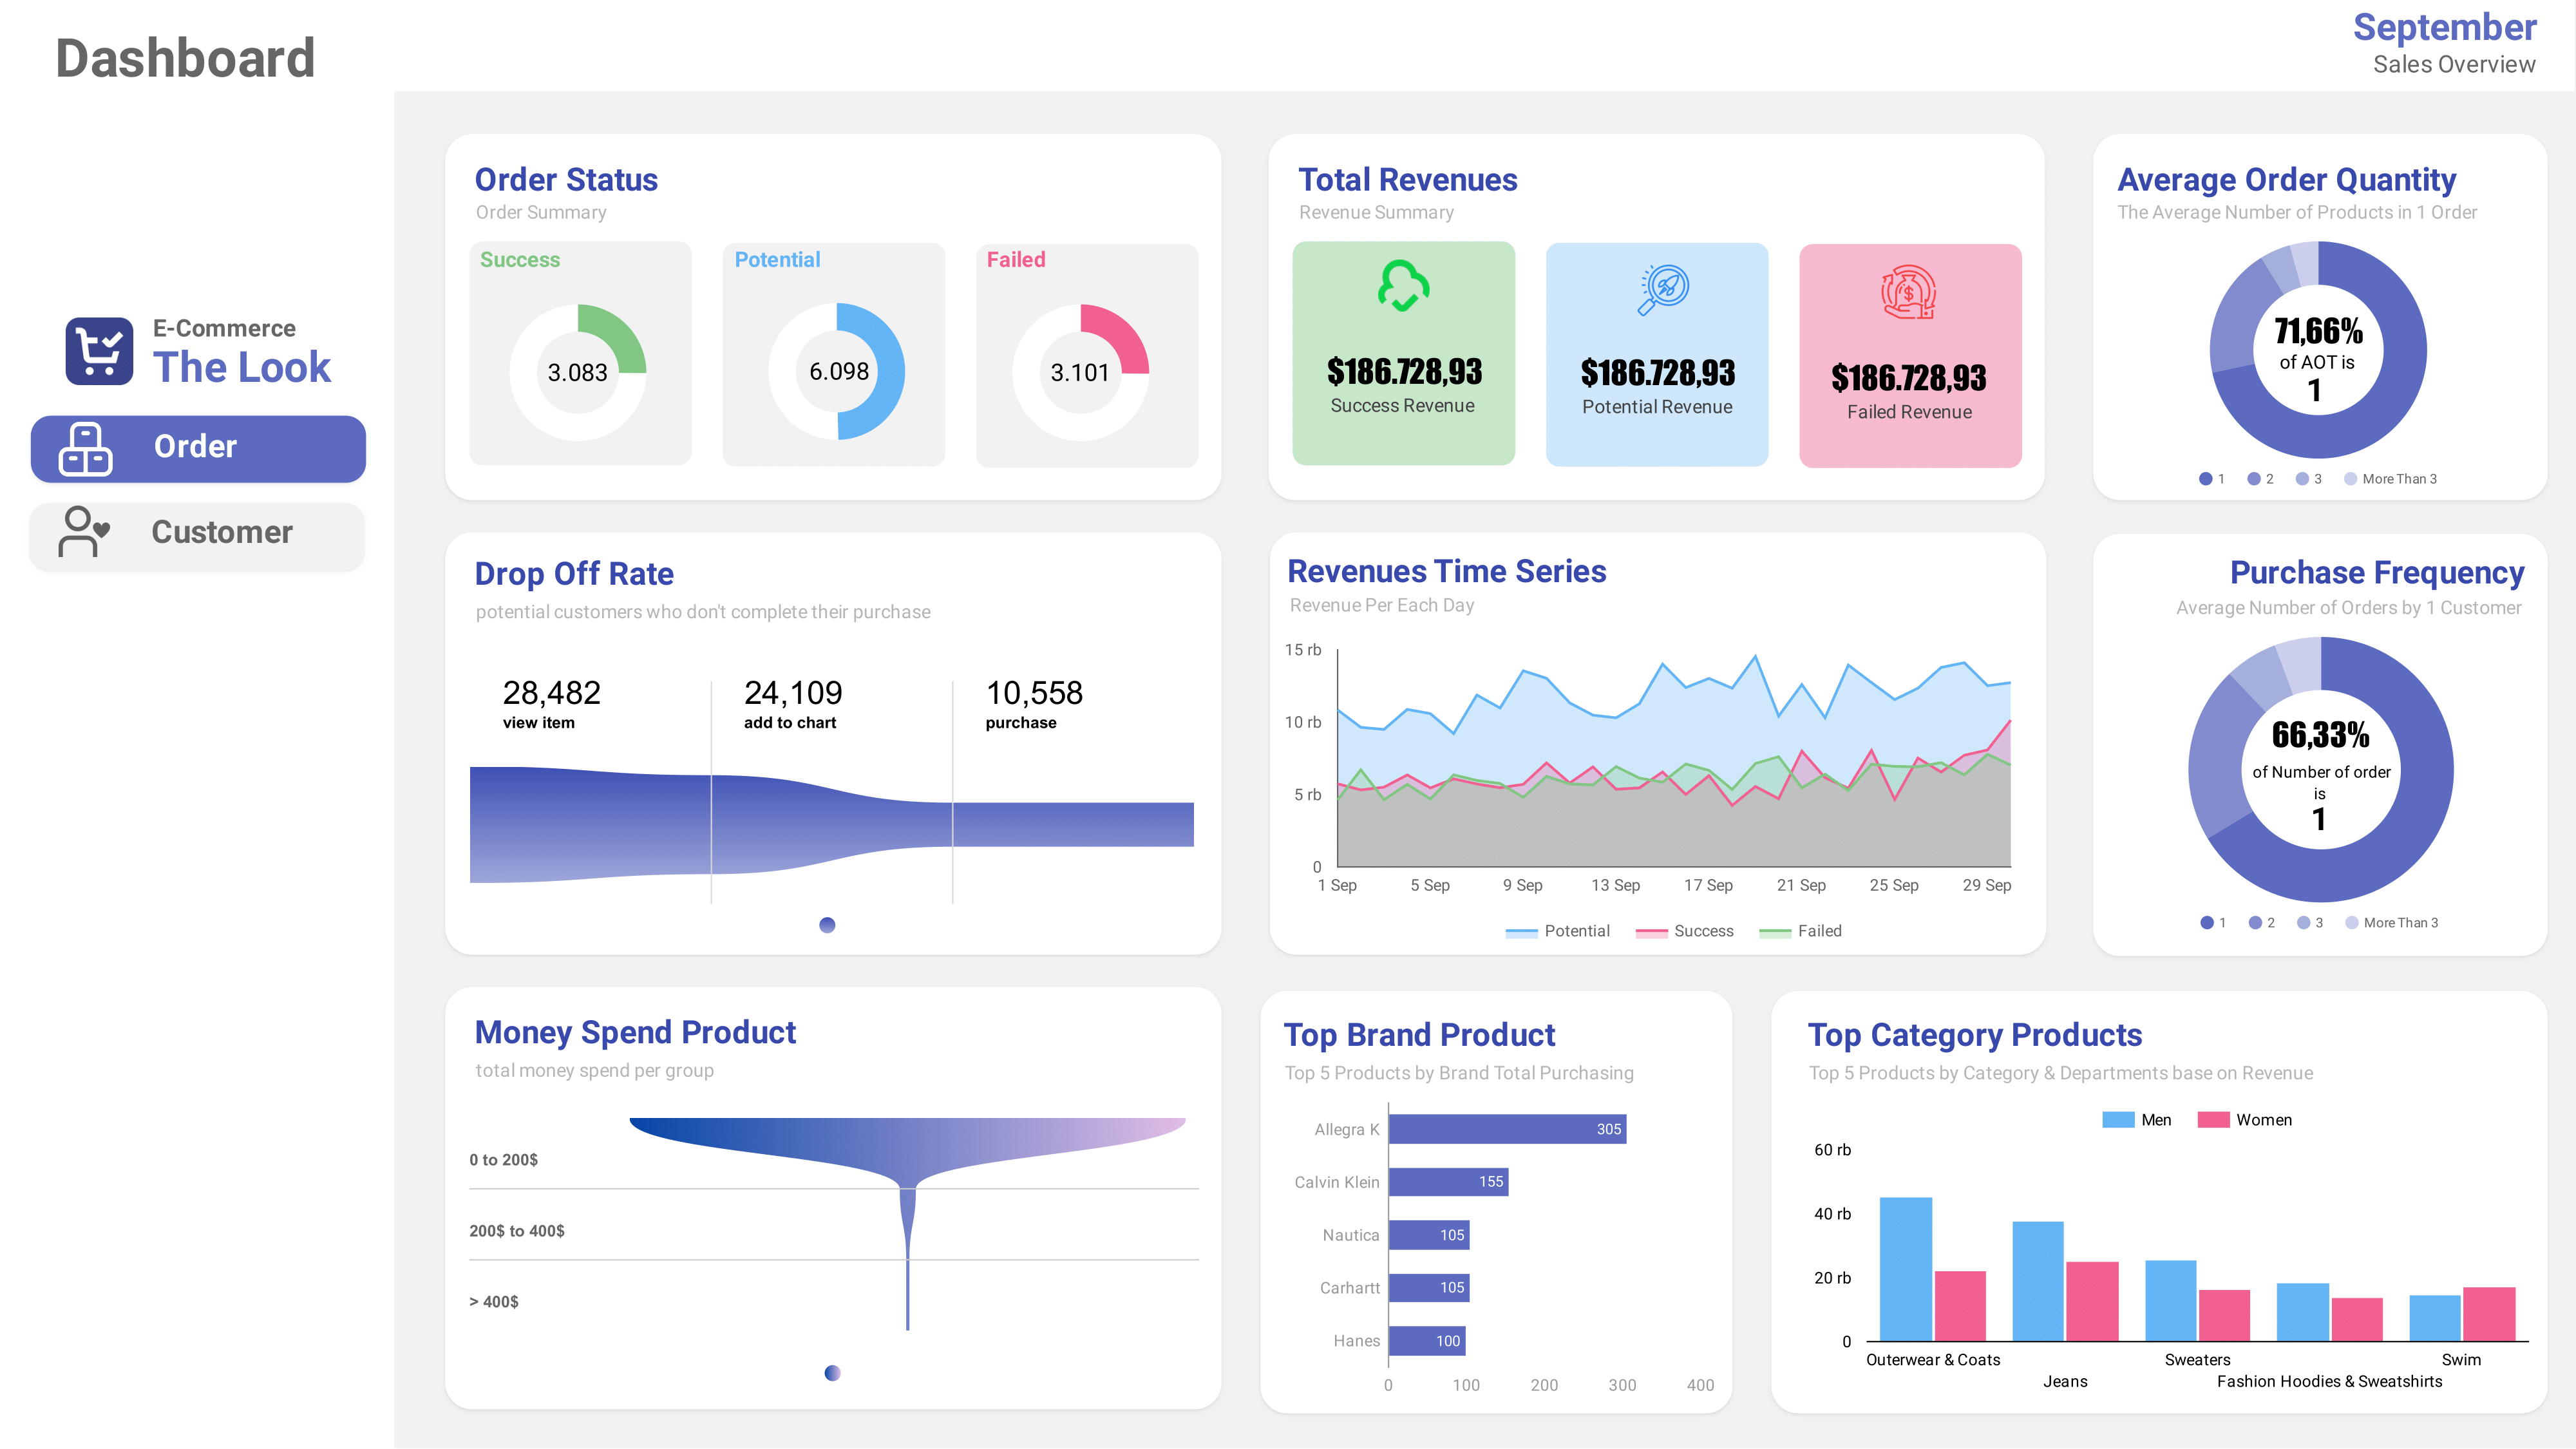 Dashboard
September
Sales Overview
E-Commerce
The Look
Order
Customer
Order Status
Order Summary
Success
3.083
Potential
6.098
Failed
3.101
Total Revenues
Revenue Summary
$186.728,93
Success Revenue
$186.728,93
Potential Revenue
$186.728,93
Failed Revenue
Average Order Quantity
The Average Number of Products in 1 Order
71,66%
of AOT is
1
1 2 3 More Than 3
Drop Off Rate
potential customers who don't complete their purchase
28,482
view item
24,109
add to chart
10,558
purchase
Revenues Time Series
Revenue Per Each Day
15 rb
10 rb
5 rb
0
1 Sep 5 Sep 9 Sep 13 Sep 17 Sep 21 Sep 25 Sep 29 Sep
Potential Success Failed
Purchase Frequency
Average Number of Orders by 1 Customer
66,33%
of Number of order
is
1
1 2 3 More Than 3
Money Spend Product
total money spend per group
0 to 200$
200$ to 400$
> 400$
Top Brand Product
Top 5 Products by Brand Total Purchasing
Allegra K 305
Calvin Klein 155
Nautica 105
Carhartt 105
Hanes 100
0 100 200 300 400
Top Category Products
Top 5 Products by Category & Departments base on Revenue
Men Women
60 rb
40 rb
20 rb
0
Outerwear & Coats Sweaters Swim
Jeans Fashion Hoodies & Sweatshirts